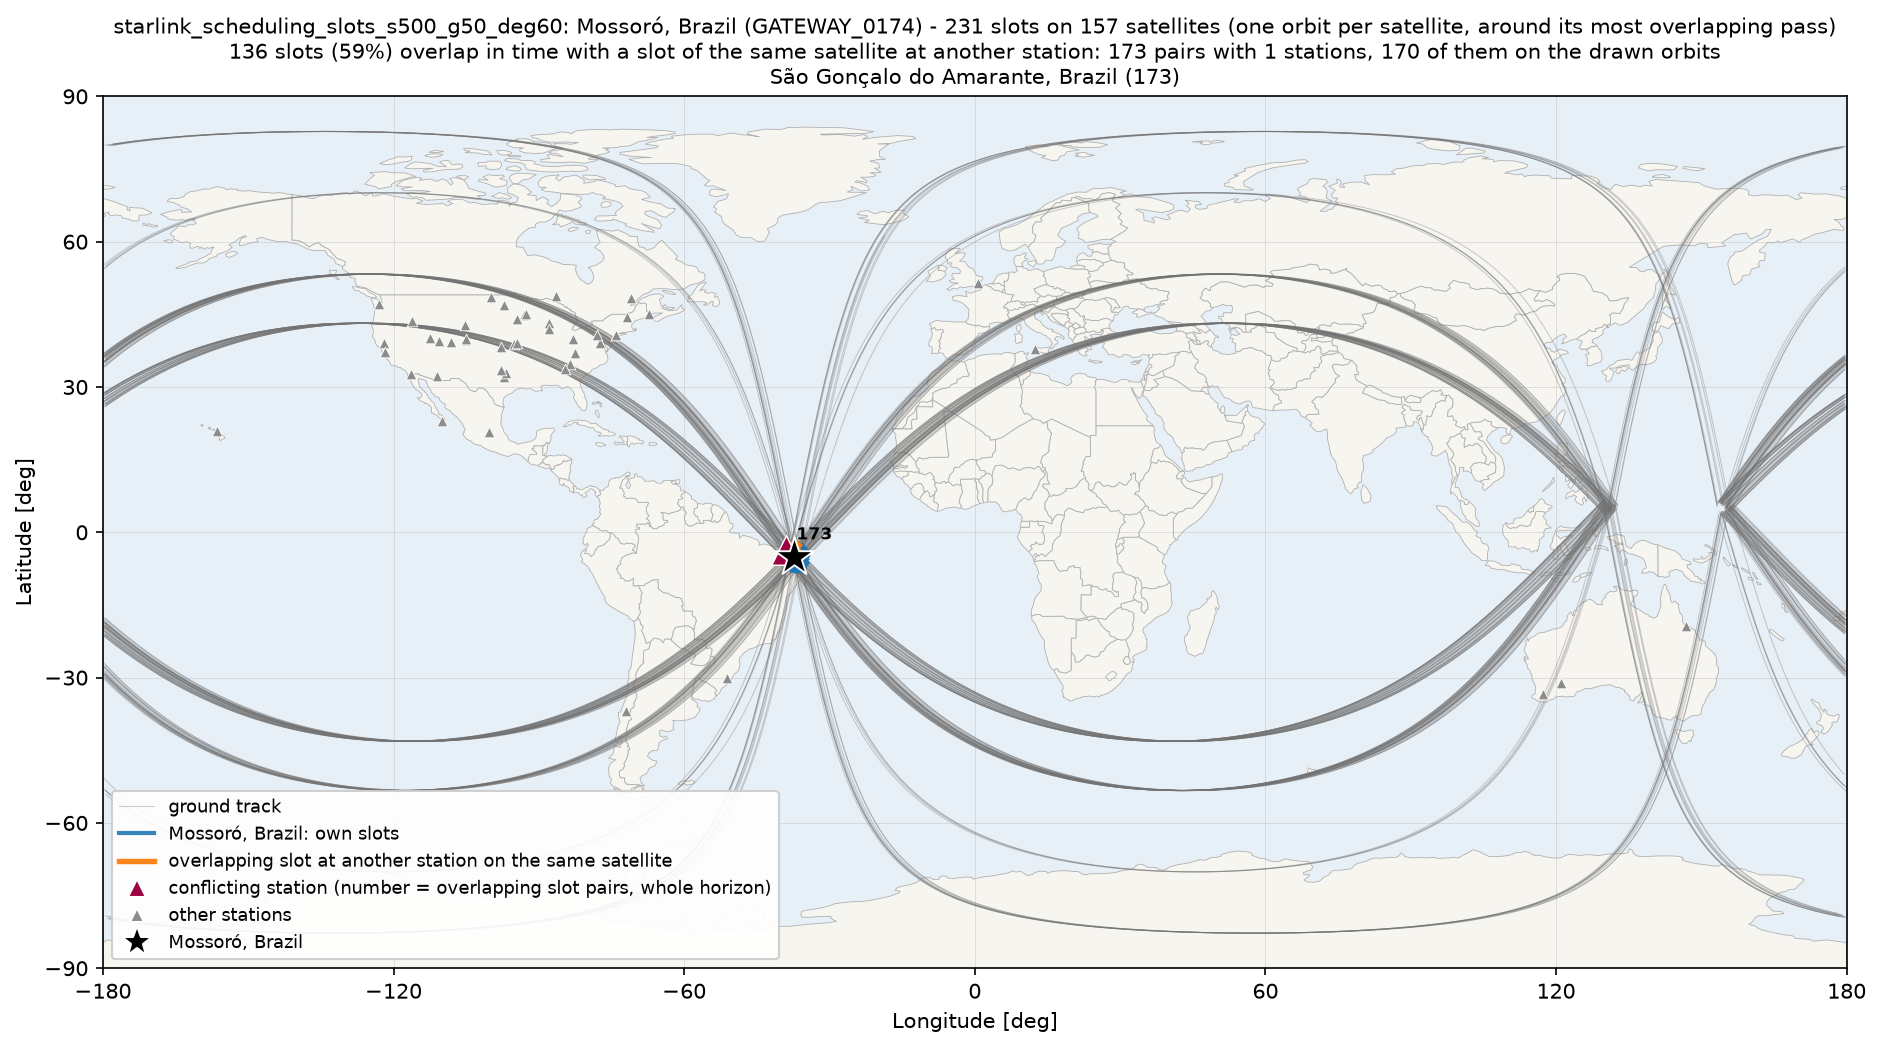 starlink_scheduling_slots_s500_g50_deg60: Mossoró, Brazil (GATEWAY_0174) - 231 slots on 157 satellites (one orbit per satellite, around its most overlapping pass)
136 slots (59%) overlap in time with a slot of the same satellite at another station: 173 pairs with 1 stations, 170 of them on the drawn orbits
São Gonçalo do Amarante, Brazil (173)
90
60
30
0
−30
−60
−90
Latitude [deg]
173
ground track
Mossoró, Brazil: own slots
overlapping slot at another station on the same satellite
conflicting station (number = overlapping slot pairs, whole horizon)
other stations
Mossoró, Brazil
−180
−120
−60
0
60
120
180
Longitude [deg]